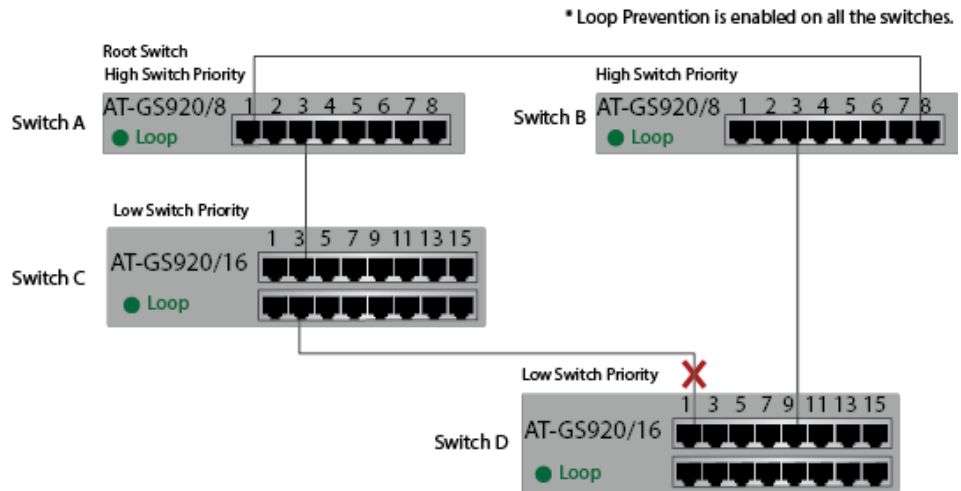 * Loop Prevention is enabled on all the switches.
Root Switch
High Switch Priority
High Switch Priority
Switch A
AT-GS920/8
1 2 3 4 5 6 7 8
Loop
Switch B
AT-GS920/8
1 2 3 4 5 6 7 8
Loop
Low Switch Priority
Switch C
AT-GS920/16
1 3 5 7 9 11 13 15
Loop
Low Switch Priority
Switch D
AT-GS920/16
1 3 5 7 9 11 13 15
Loop